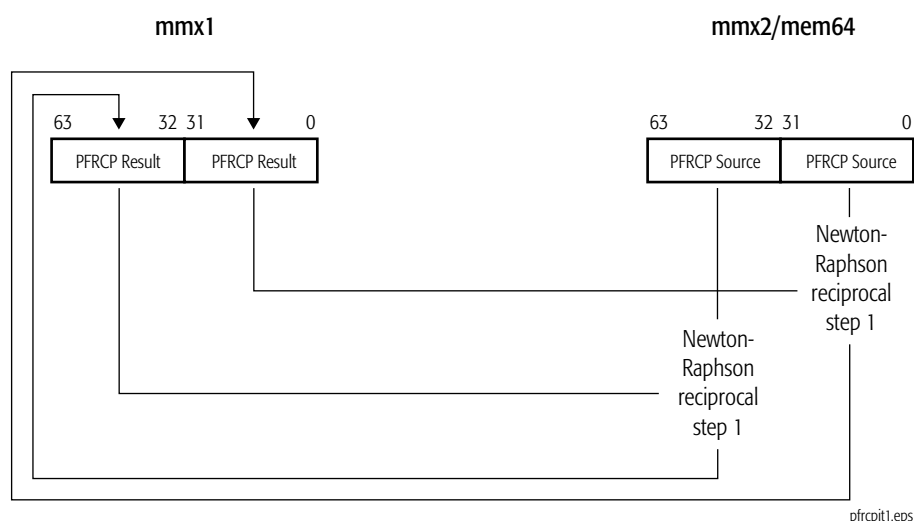 mmx1
mmx2/mem64
63 32 31 0
63 32 31 0
PFRCP Result PFRCP Result
PFRCP Source PFRCP Source
Newton-
Raphson
reciprocal
step 1
Newton-
Raphson
reciprocal
step 1
pfrcpit1.eps